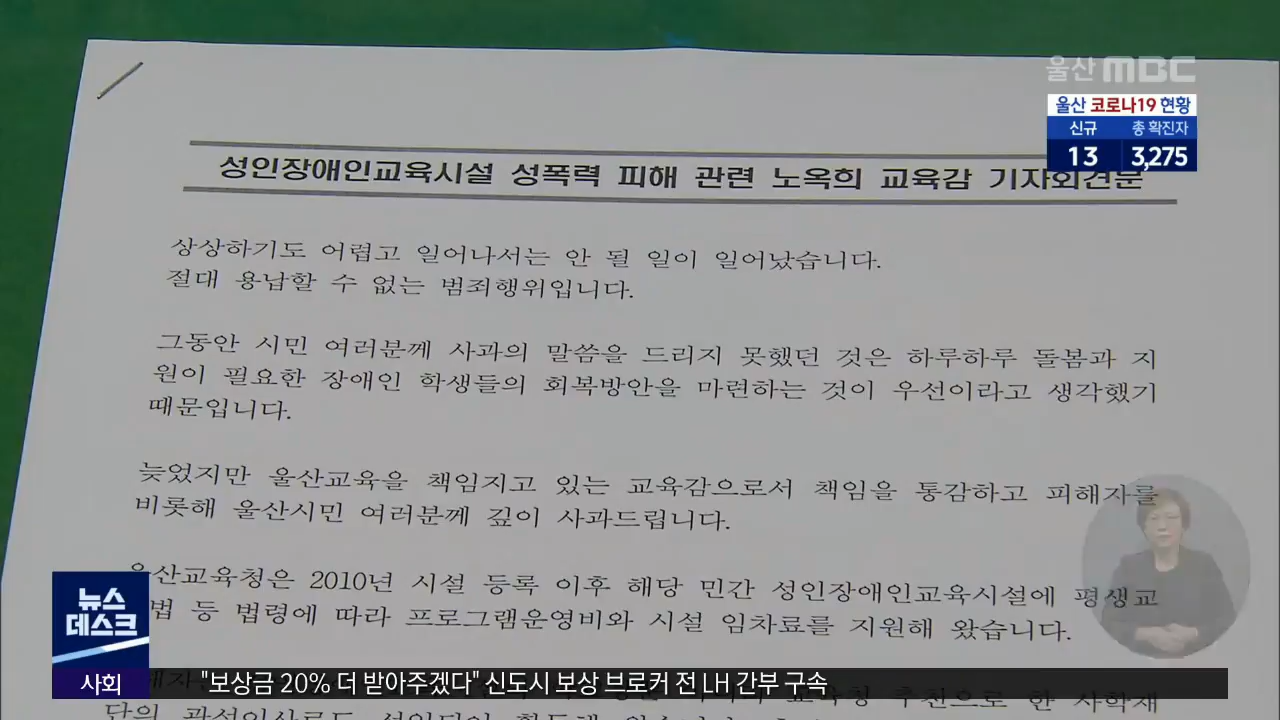 울산 MBC
울산 코로나19 현황
신규 총 확진자
13 3,275
성인장애인교육시설 성폭력 피해 관련 노옥희 교육감 기자회견문
상상하기도 어렵고 일어나서는 안 될 일이 일어났습니다.
절대 용납할 수 없는 범죄행위입니다.
그동안 시민 여러분께 사과의 말씀을 드리지 못했던 것은 하루하루 돌봄과 지
원이 필요한 장애인 학생들의 회복방안을 마련하는 것이 우선이라고 생각했기
때문입니다.
늦었지만 울산교육을 책임지고 있는 교육감으로서 책임을 통감하고 피해자를
비롯해 울산시민 여러분께 깊이 사과드립니다.
울산교육청은 2010년 시설 등록 이후 해당 민간 성인장애인교육시설에 평생교
법 등 법령에 따라 프로그램운영비와 시설 임차료를 지원해 왔습니다.
교육청 추천으로 한 사학재
뉴스
데스크
사회
"보상금 20% 더 받아주겠다" 신도시 보상 브로커 전 LH 간부 구속